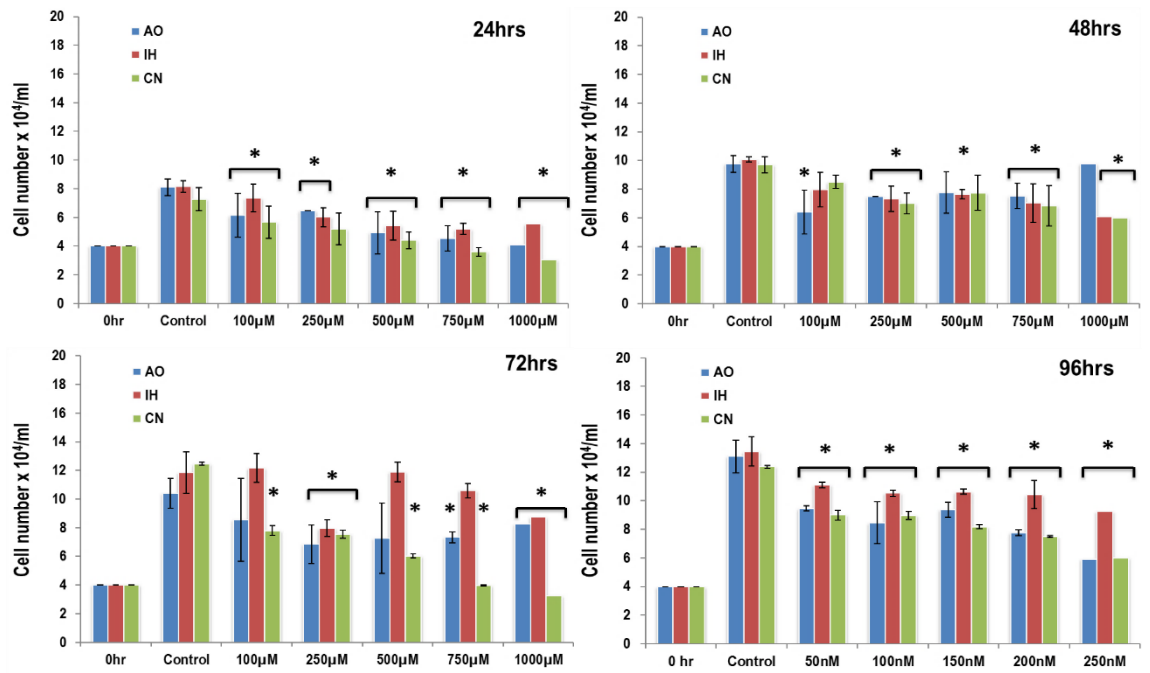 20
18
16
14
12
10
8
6
4
2
0
Cell number x 10⁴/ml
AO
IH
CN
24hrs
*
*
*
*
*
0hr Control 100µM 250µM 500µM 750µM 1000µM
20
18
16
14
12
10
8
6
4
2
0
Cell number x 10⁴/ml
AO
IH
CN
48hrs
*
*
*
*
*
0hr Control 100µM 250µM 500µM 750µM 1000µM
20
18
16
14
12
10
8
6
4
2
0
Cell number x 10⁴/ml
AO
IH
CN
72hrs
*
*
*
* *
*
0hr Control 100µM 250µM 500µM 750µM 1000µM
20
18
16
14
12
10
8
6
4
2
0
Cell number x 10⁴/ml
AO
IH
CN
96hrs
*
*
*
*
*
0 hr Control 50nM 100nM 150nM 200nM 250nM